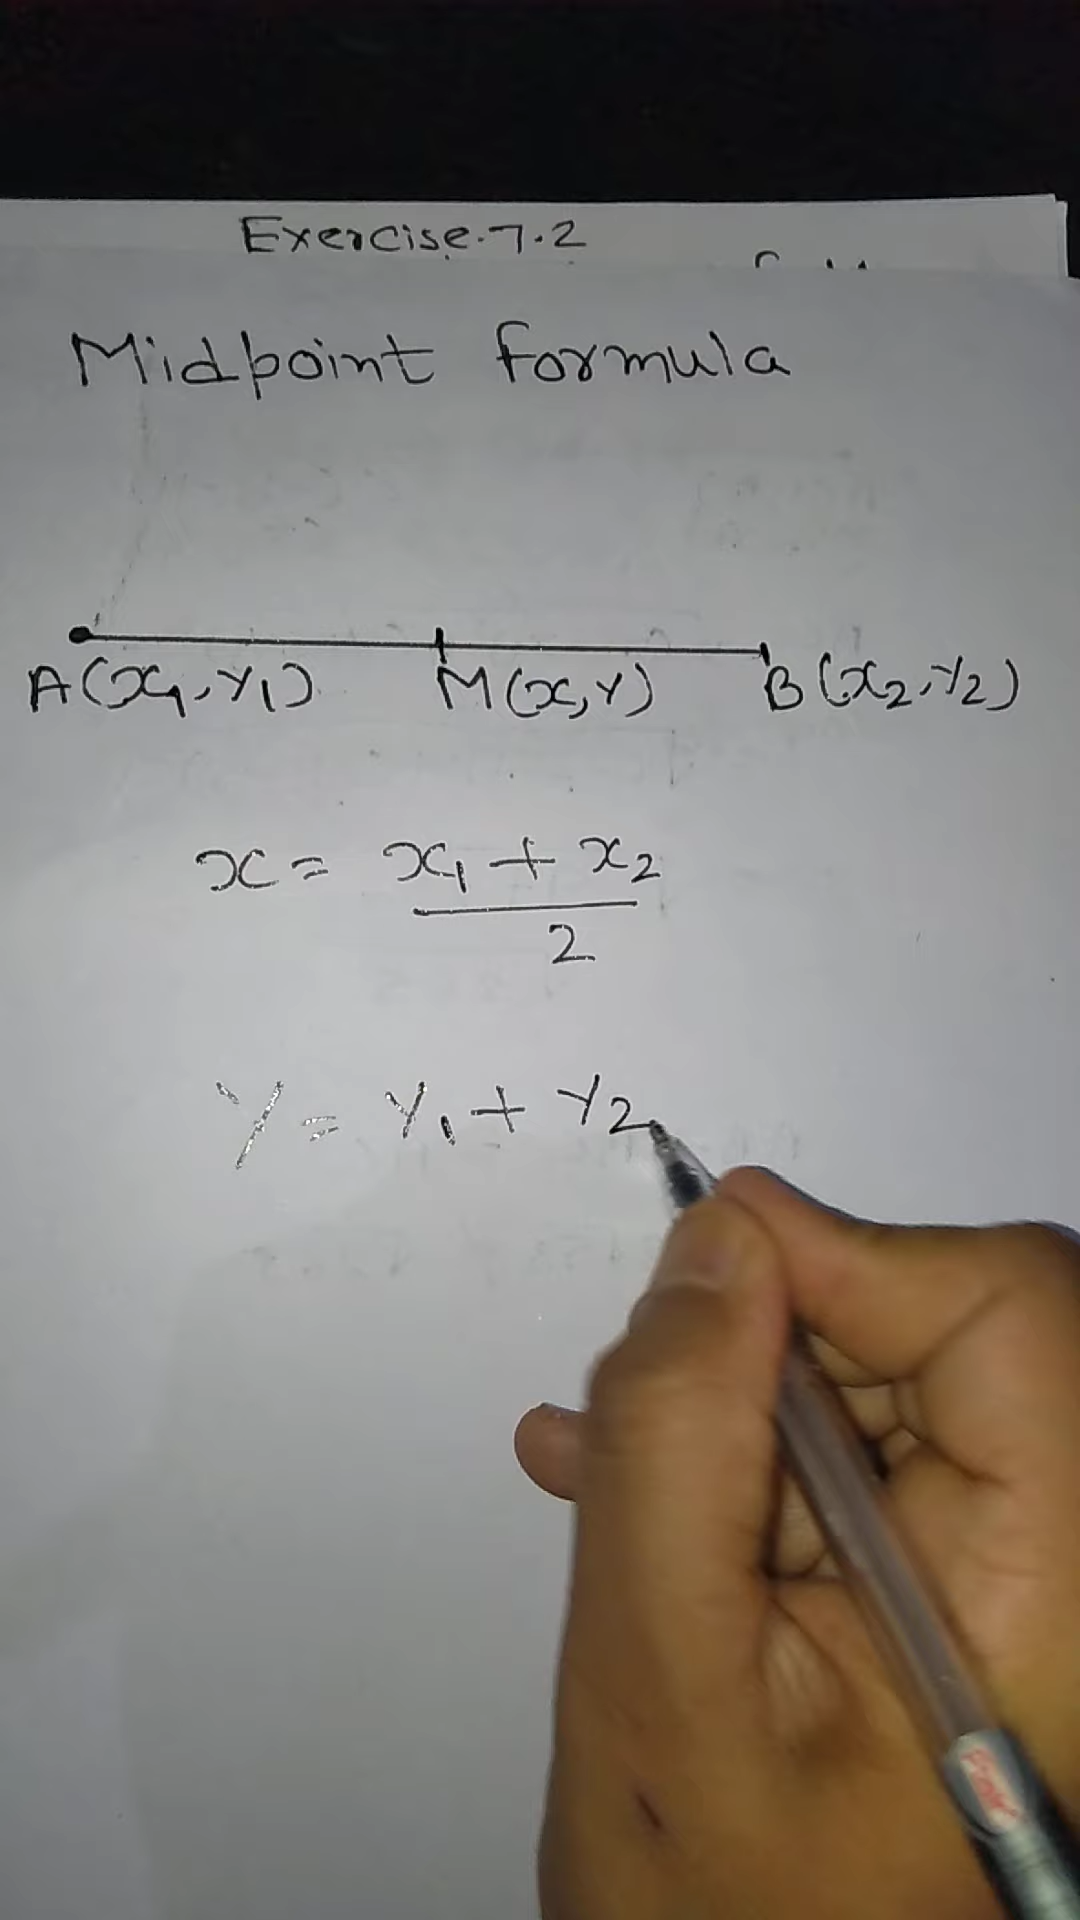 Exercise.7.2
Midpoint formula
A(x₁,y₁) M(x,y) B(x₂,y₂)
x = x₁ + x₂
2
y = y₁ + y₂